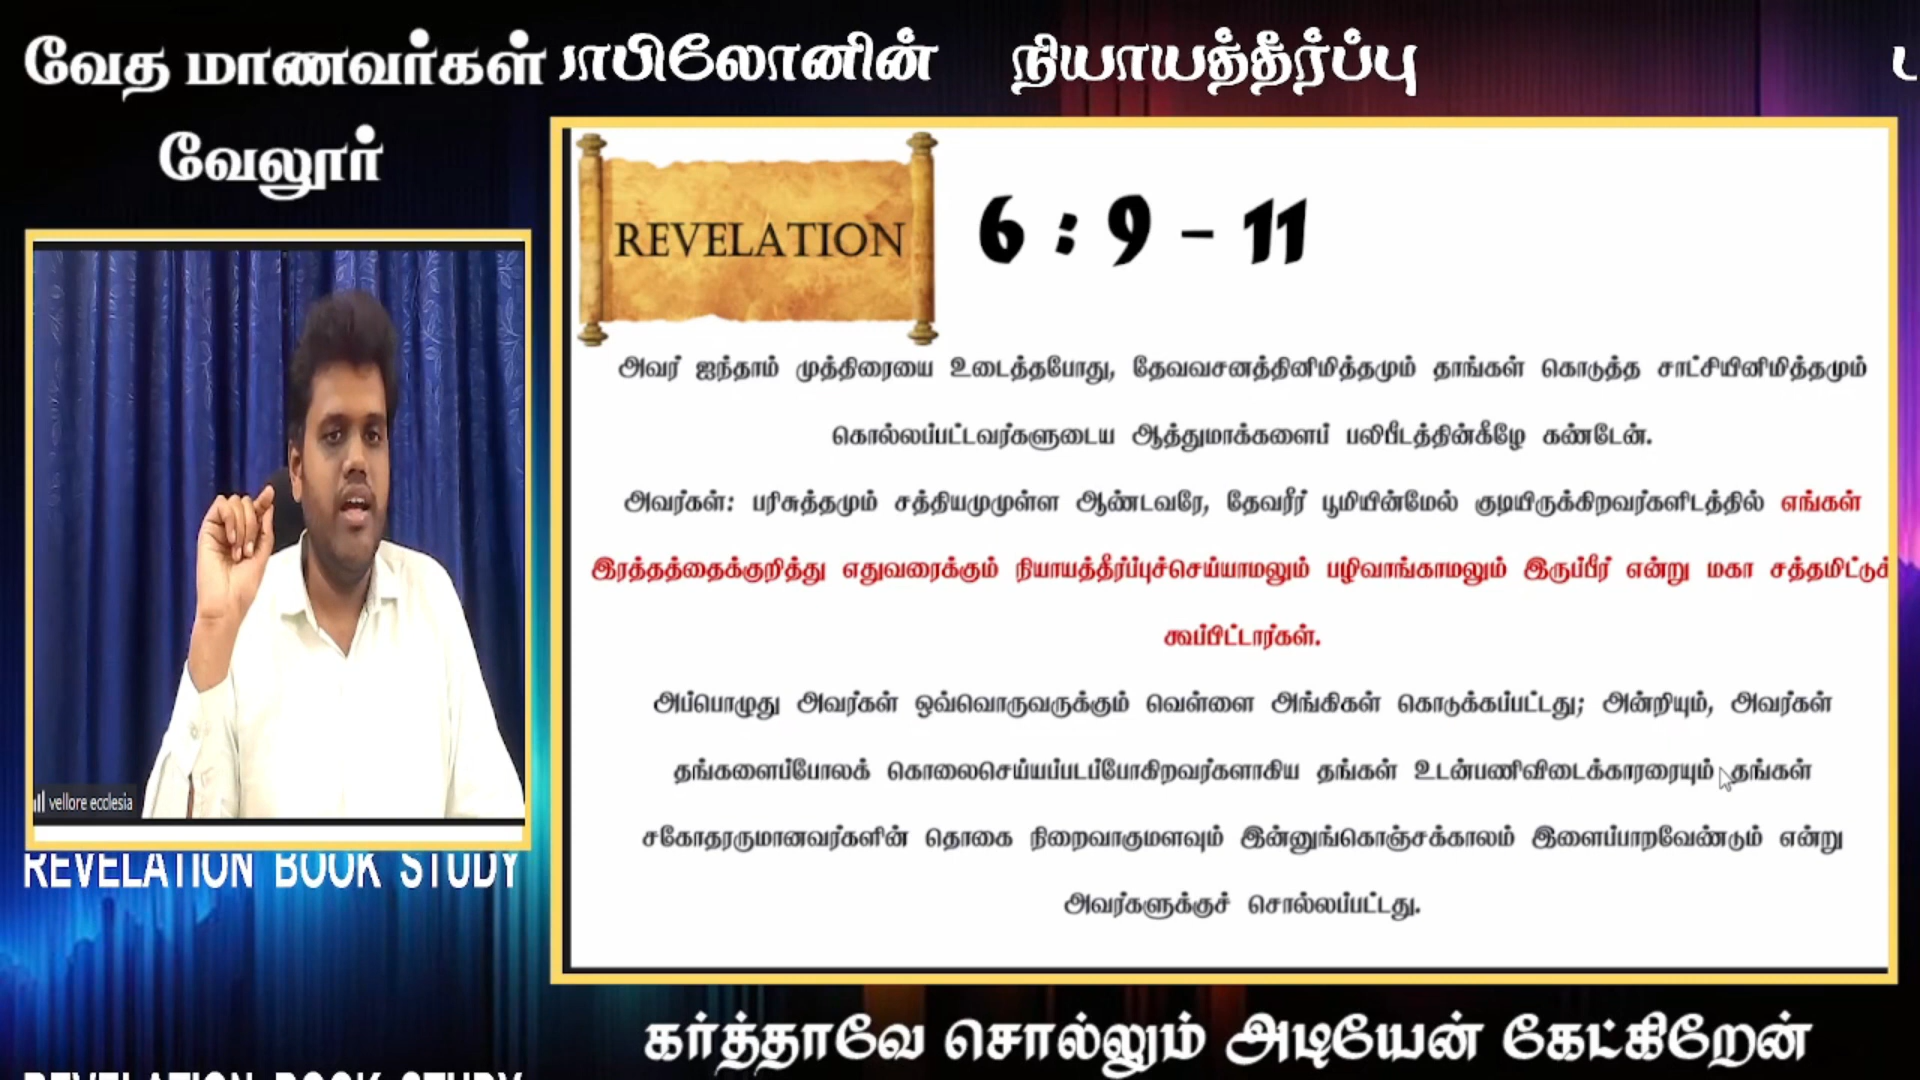 வேத மாணவர்கள்
வேலூர்
பாபிலோனின் நியாயத்தீர்ப்பு
REVELATION 6 : 9 - 11
அவர் ஐந்தாம் முத்திரையை உடைத்தபோது, தேவவசனத்தினிமித்தமும் தாங்கள் கொடுத்த சாட்சியினிமித்தமும்
கொல்லப்பட்டவர்களுடைய ஆத்துமாக்களைப் பலிபீடத்தின்கீழே கண்டேன்.
அவர்கள்: பரிசுத்தமும் சத்தியமுமுள்ள ஆண்டவரே, தேவரீர் பூமியின்மேல் குடியிருக்கிறவர்களிடத்தில் எங்கள்
இரத்தத்தைக்குறித்து எதுவரைக்கும் நியாயத்தீர்ப்புச்செய்யாமலும் பழிவாங்காமலும் இருப்பீர் என்று மகா சத்தமிட்டுக்
கூப்பிட்டார்கள்.
அப்பொழுது அவர்கள் ஒவ்வொருவருக்கும் வெள்ளை அங்கிகள் கொடுக்கப்பட்டது; அன்றியும், அவர்கள்
தங்களைப்போலக் கொலைசெய்யப்படப்போகிறவர்களாகிய தங்கள் உடன்பணிவிடைக்காரரையும் தங்கள்
சகோதரருமானவர்களின் தொகை நிறைவாகுமளவும் இன்னுங்கொஞ்சக்காலம் இளைப்பாறவேண்டும் என்று
அவர்களுக்குச் சொல்லப்பட்டது.
vellore ecclesia
REVELATION BOOK STUDY
REVELATION BOOK STUDY
கர்த்தாவே சொல்லும் அடியேன் கேட்கிறேன்